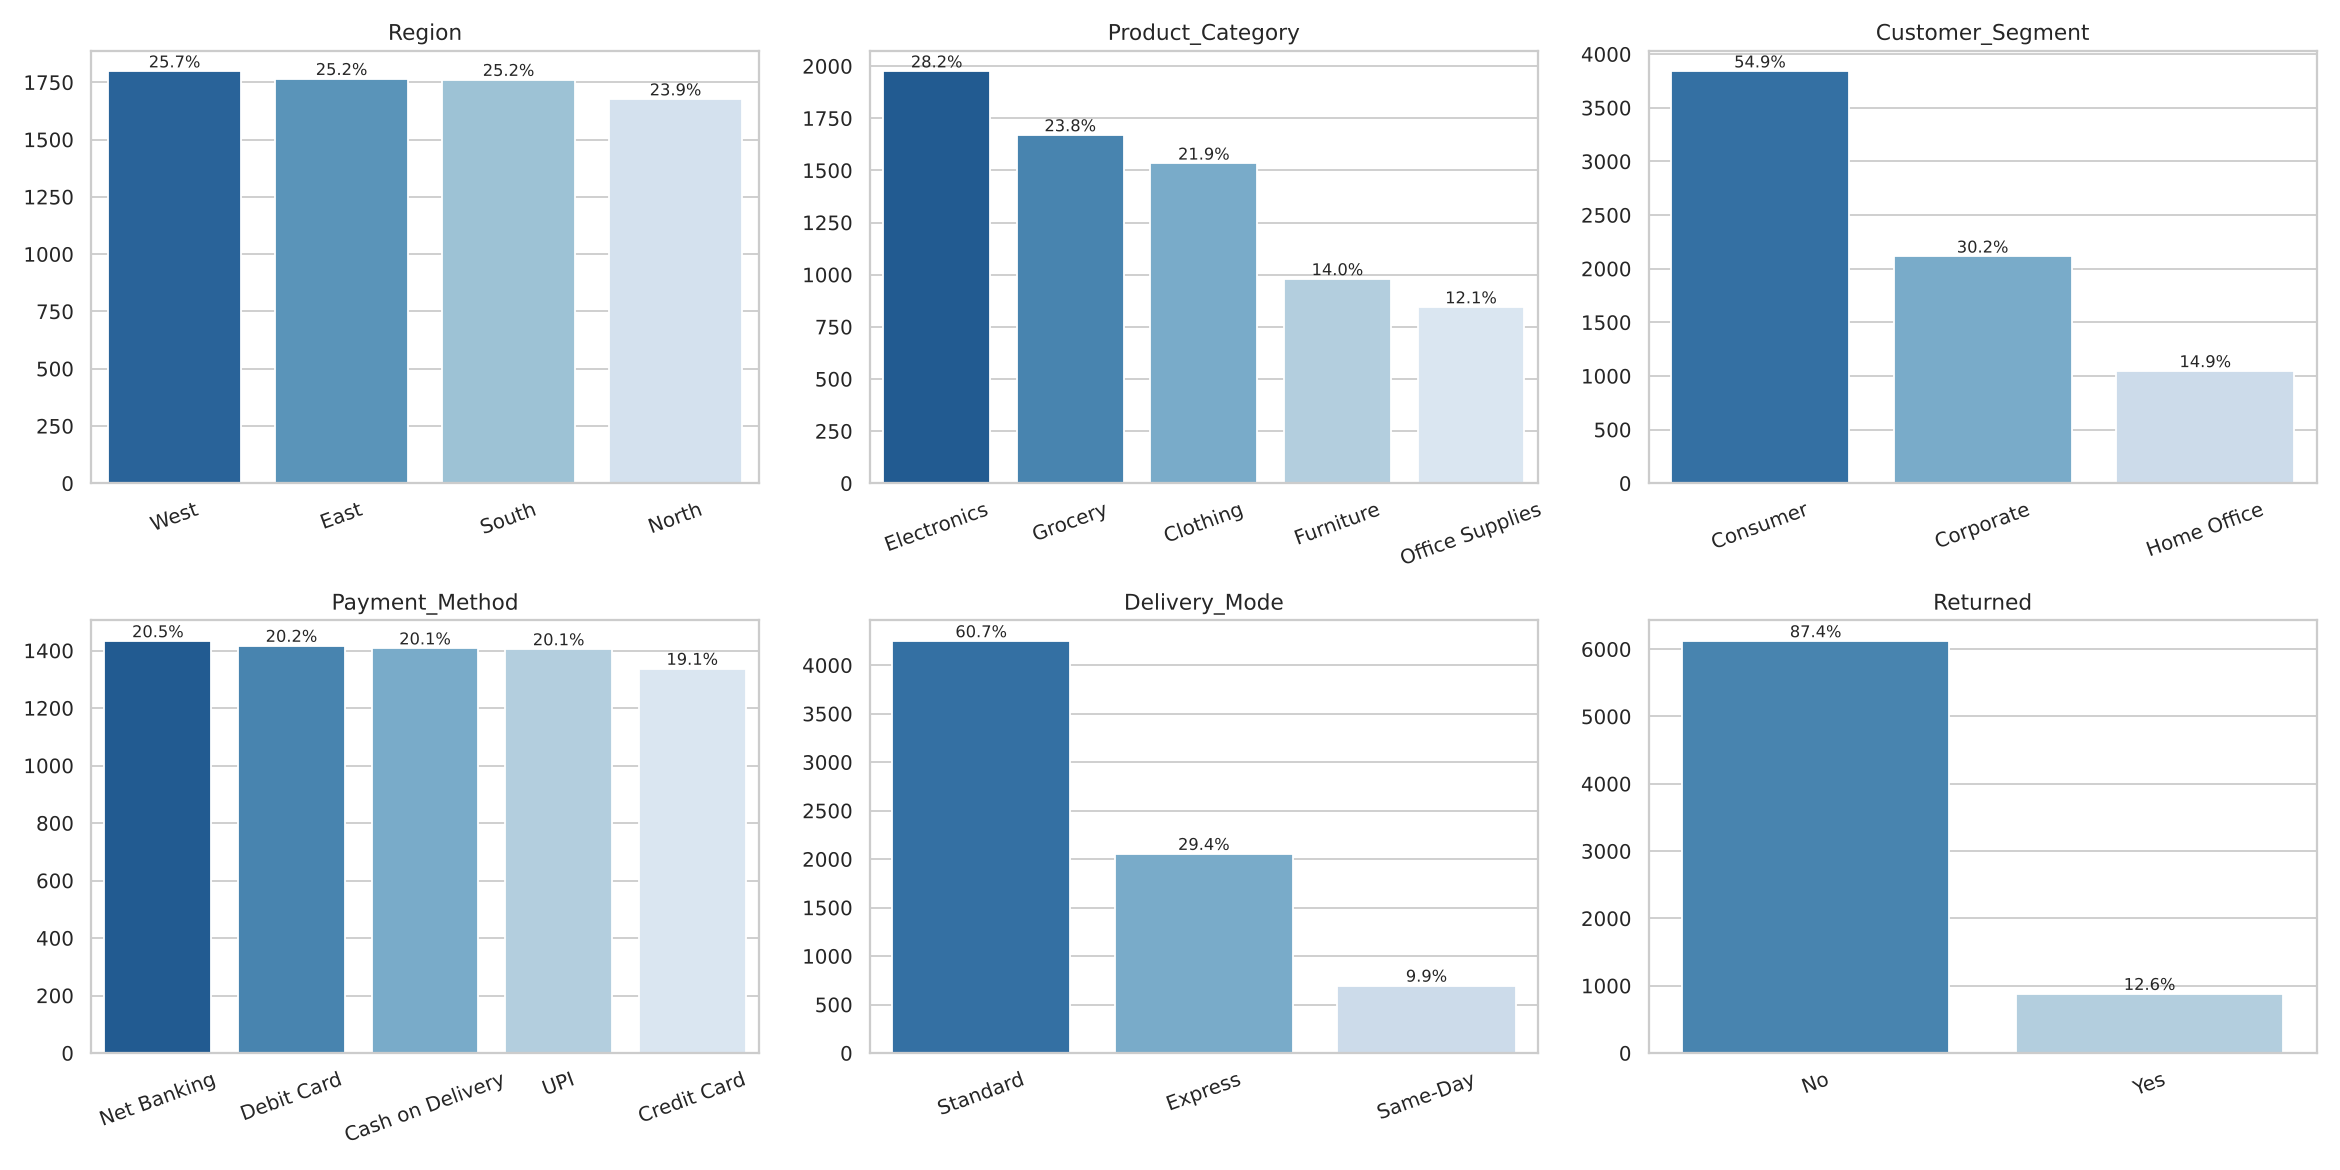 Region
25.7%
25.2%
25.2%
23.9%
1750
1500
1250
1000
750
500
250
0
West
East
South
North
Product_Category
28.2%
23.8%
21.9%
14.0%
12.1%
2000
1750
1500
1250
1000
750
500
250
0
Electronics
Grocery
Clothing
Furniture
Office Supplies
Customer_Segment
54.9%
30.2%
14.9%
4000
3500
3000
2500
2000
1500
1000
500
0
Consumer
Corporate
Home Office
Payment_Method
20.5%
20.2%
20.1%
20.1%
19.1%
1400
1200
1000
800
600
400
200
0
Net Banking
Debit Card
Cash on Delivery
UPI
Credit Card
Delivery_Mode
60.7%
29.4%
9.9%
4000
3500
3000
2500
2000
1500
1000
500
0
Standard
Express
Same-Day
Returned
87.4%
12.6%
6000
5000
4000
3000
2000
1000
0
No
Yes